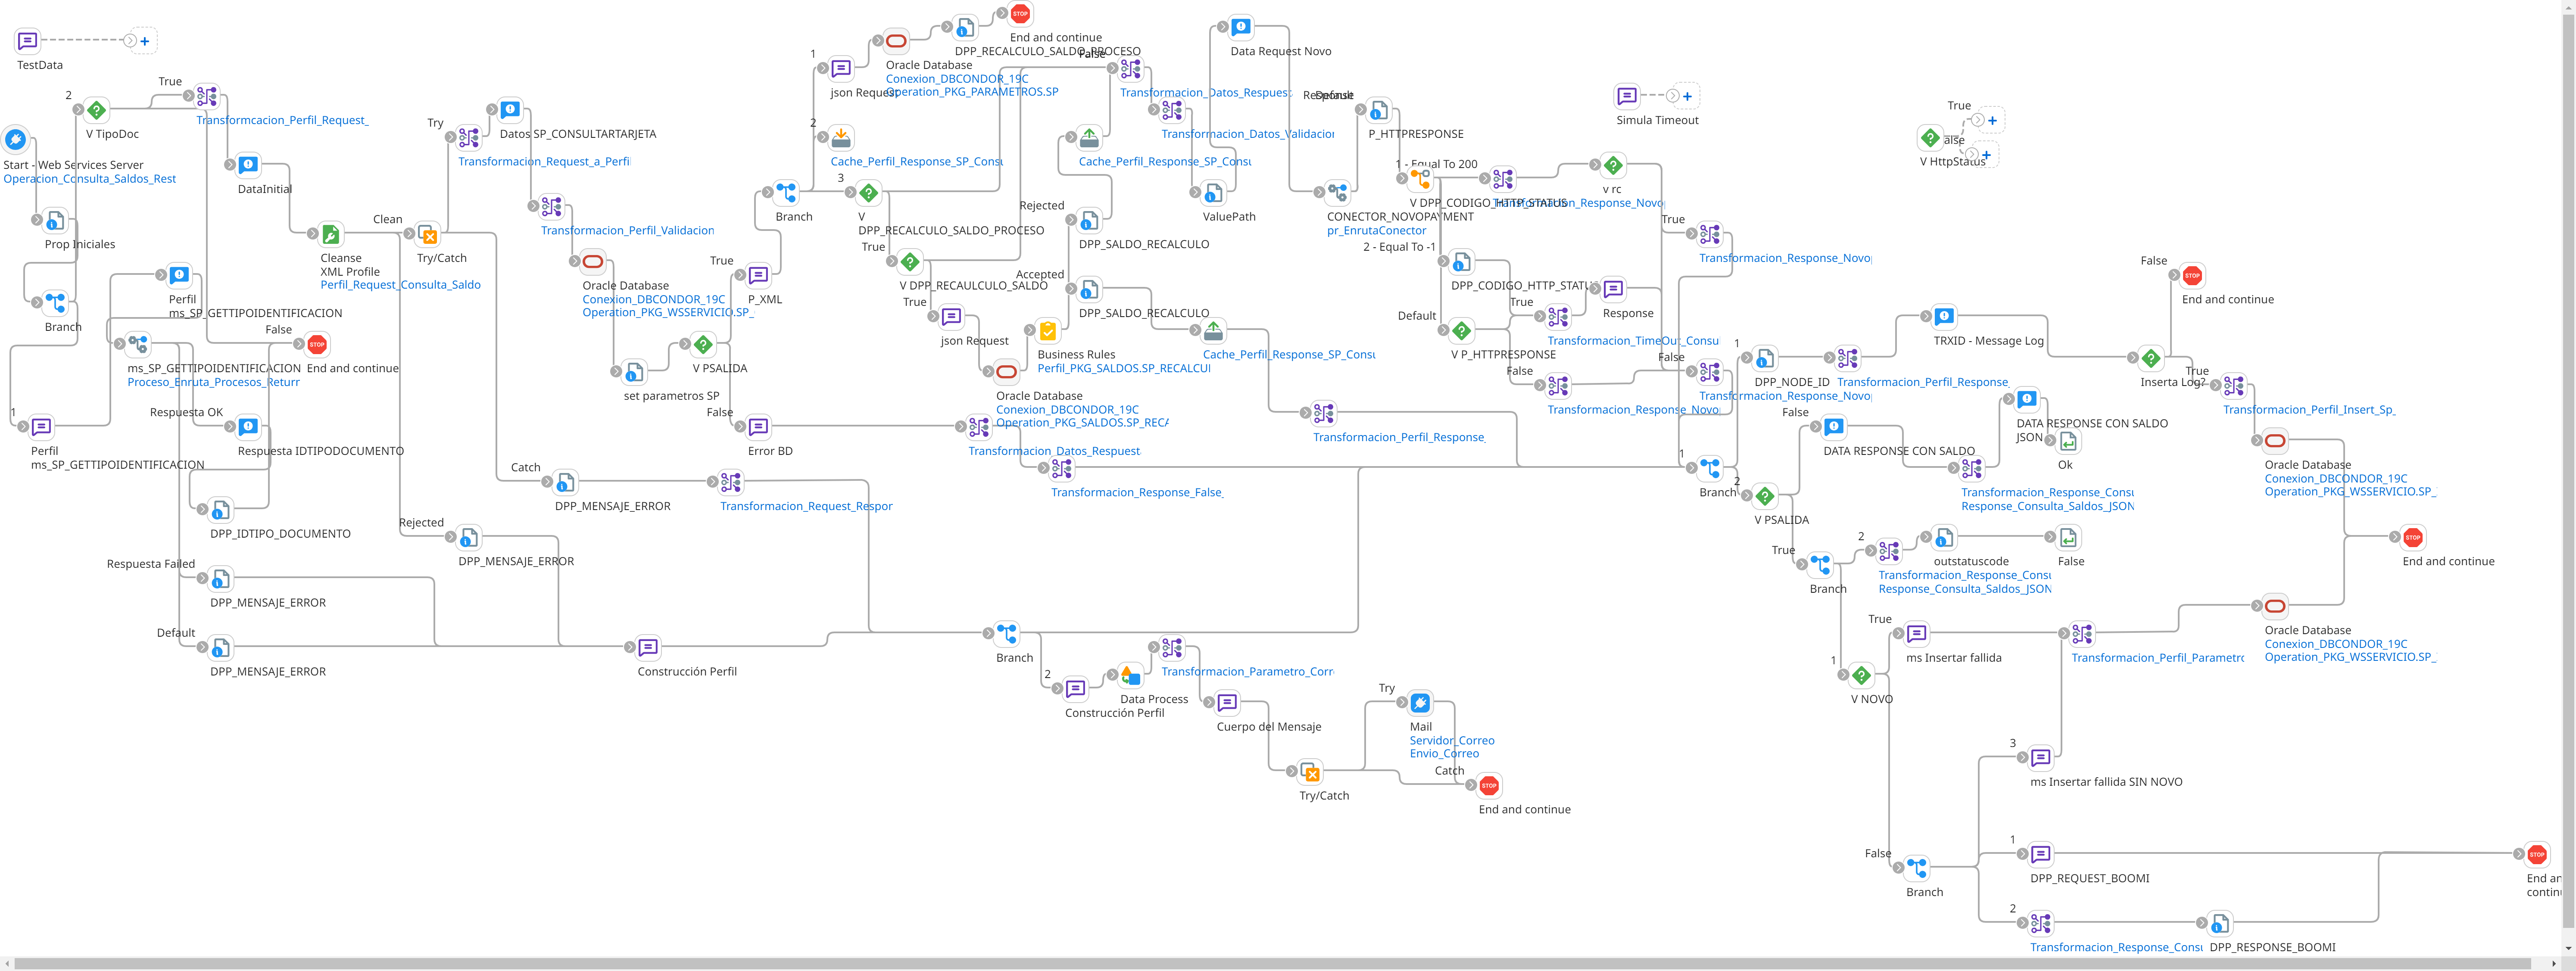 TestData
2
True
V TipoDoc
Transformcacion_Perfil_Request_
Start - Web Services Server
Operacion_Consulta_Saldos_Rest
DataInitial
Prop Iniciales
Branch
Perfil
ms_SP_GETTIPOIDENTIFICACION
False
ms_SP_GETTIPOIDENTIFICACION
Proceso_Enruta_Procesos_Returr
End and continue
Respuesta OK
Respuesta IDTIPODOCUMENTO
1
Perfil
ms_SP_GETTIPOIDENTIFICACION
DPP_IDTIPO_DOCUMENTO
Respuesta Failed
DPP_MENSAJE_ERROR
Default
DPP_MENSAJE_ERROR
Cleanse
XML Profile
Perfil_Request_Consulta_Saldo
Clean
Try/Catch
Try
Transformacion_Request_a_Perfil
Datos SP_CONSULTARTARJETA
Transformacion_Perfil_Validacion
Oracle Database
Conexion_DBCONDOR_19C
Operacion_PKG_WSSERVICIO.SP_
set parametros SP
V PSALIDA
True
P_XML
False
Error BD
Catch
DPP_MENSAJE_ERROR
Transformacion_Request_Respor
Rejected
DPP_MENSAJE_ERROR
Construcción Perfil
Branch
1
json Request
Oracle Database
Conexion_DBCONDOR_19C
Operacion_PKG_PARAMETROS.SP
DPP_RECALCULO_SALDO_PROCESO
End and continue
2
Cache_Perfil_Response_SP_Consu
3
V
DPP_RECALCULO_SALDO_PROCESO
True
V DPP_RECAULCULO_SALDO
True
json Request
Oracle Database
Conexion_DBCONDOR_19C
Operacion_PKG_SALDOS.SP_RECA
Business Rules
Perfil_PKG_SALDOS.SP_RECALCUI
Rejected
DPP_SALDO_RECALCULO
Accepted
DPP_SALDO_RECALCULO
Cache_Perfil_Response_SP_Consu
Cache_Perfil_Response_SP_Consu
False
Transformacion_Datos_Respuest
Transformacion_Datos_Validacior
ValuePath
Data Request Novo
CONECTOR_NOVOPAYMENT
pr_EnrutaConector
Default
P_HTTPRESPONSE
1 - Equal To 200
V DPP_CODIGO_HTTP_STATUS
Transformacion_Response_Novo
v rc
2 - Equal To -1
DPP_CODIGO_HTTP_STATU
Default
V P_HTTPRESPONSE
True
Transformacion_TimeOut_Consu
Response
False
Transformacion_Response_Novo
True
Transformacion_Response_Novo
False
Transformacion_Response_Novo
Transformacion_Perfil_Response_
Transformacion_Datos_Respuest
Transformacion_Response_False_
Simula Timeout
True
False
V HttpStatus
1
Branch
1
DPP_NODE_ID
Transformacion_Perfil_Response_
TRXID - Message Log
Inserta Log?
False
End and continue
True
Transformacion_Perfil_Insert_Sp_
Oracle Database
Conexion_DBCONDOR_19C
Operacion_PKG_WSSERVICIO.SP_
End and continue
2
V PSALIDA
False
DATA RESPONSE CON SALDO
Transformacion_Response_Consu
Response_Consulta_Saldos_JSON
DATA RESPONSE CON SALDO
JSON
Ok
True
Branch
2
Transformacion_Response_Consu
Response_Consulta_Saldos_JSON
outstatuscode
False
1
V NOVO
True
ms Insertar fallida
Transformacion_Perfil_Parametro
Oracle Database
Conexion_DBCONDOR_19C
Operacion_PKG_WSSERVICIO.SP_
False
Branch
3
ms Insertar fallida SIN NOVO
1
DPP_REQUEST_BOOMI
2
Transformacion_Response_Consu
DPP_RESPONSE_BOOMI
End an
contin
Branch
2
Construcción Perfil
Data Process
Transformacion_Parametro_Corr
Cuerpo del Mensaje
Try/Catch
Try
Mail
Servidor_Correo
Envio_Correo
Catch
End and continue